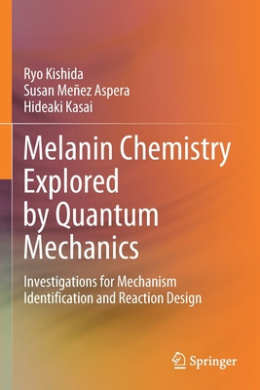 Ryo Kishida
Susan Meñez Aspera
Hideaki Kasai
Melanin Chemistry
Explored
by Quantum
Mechanics
Investigations for Mechanism
Identification and Reaction Design
Springer